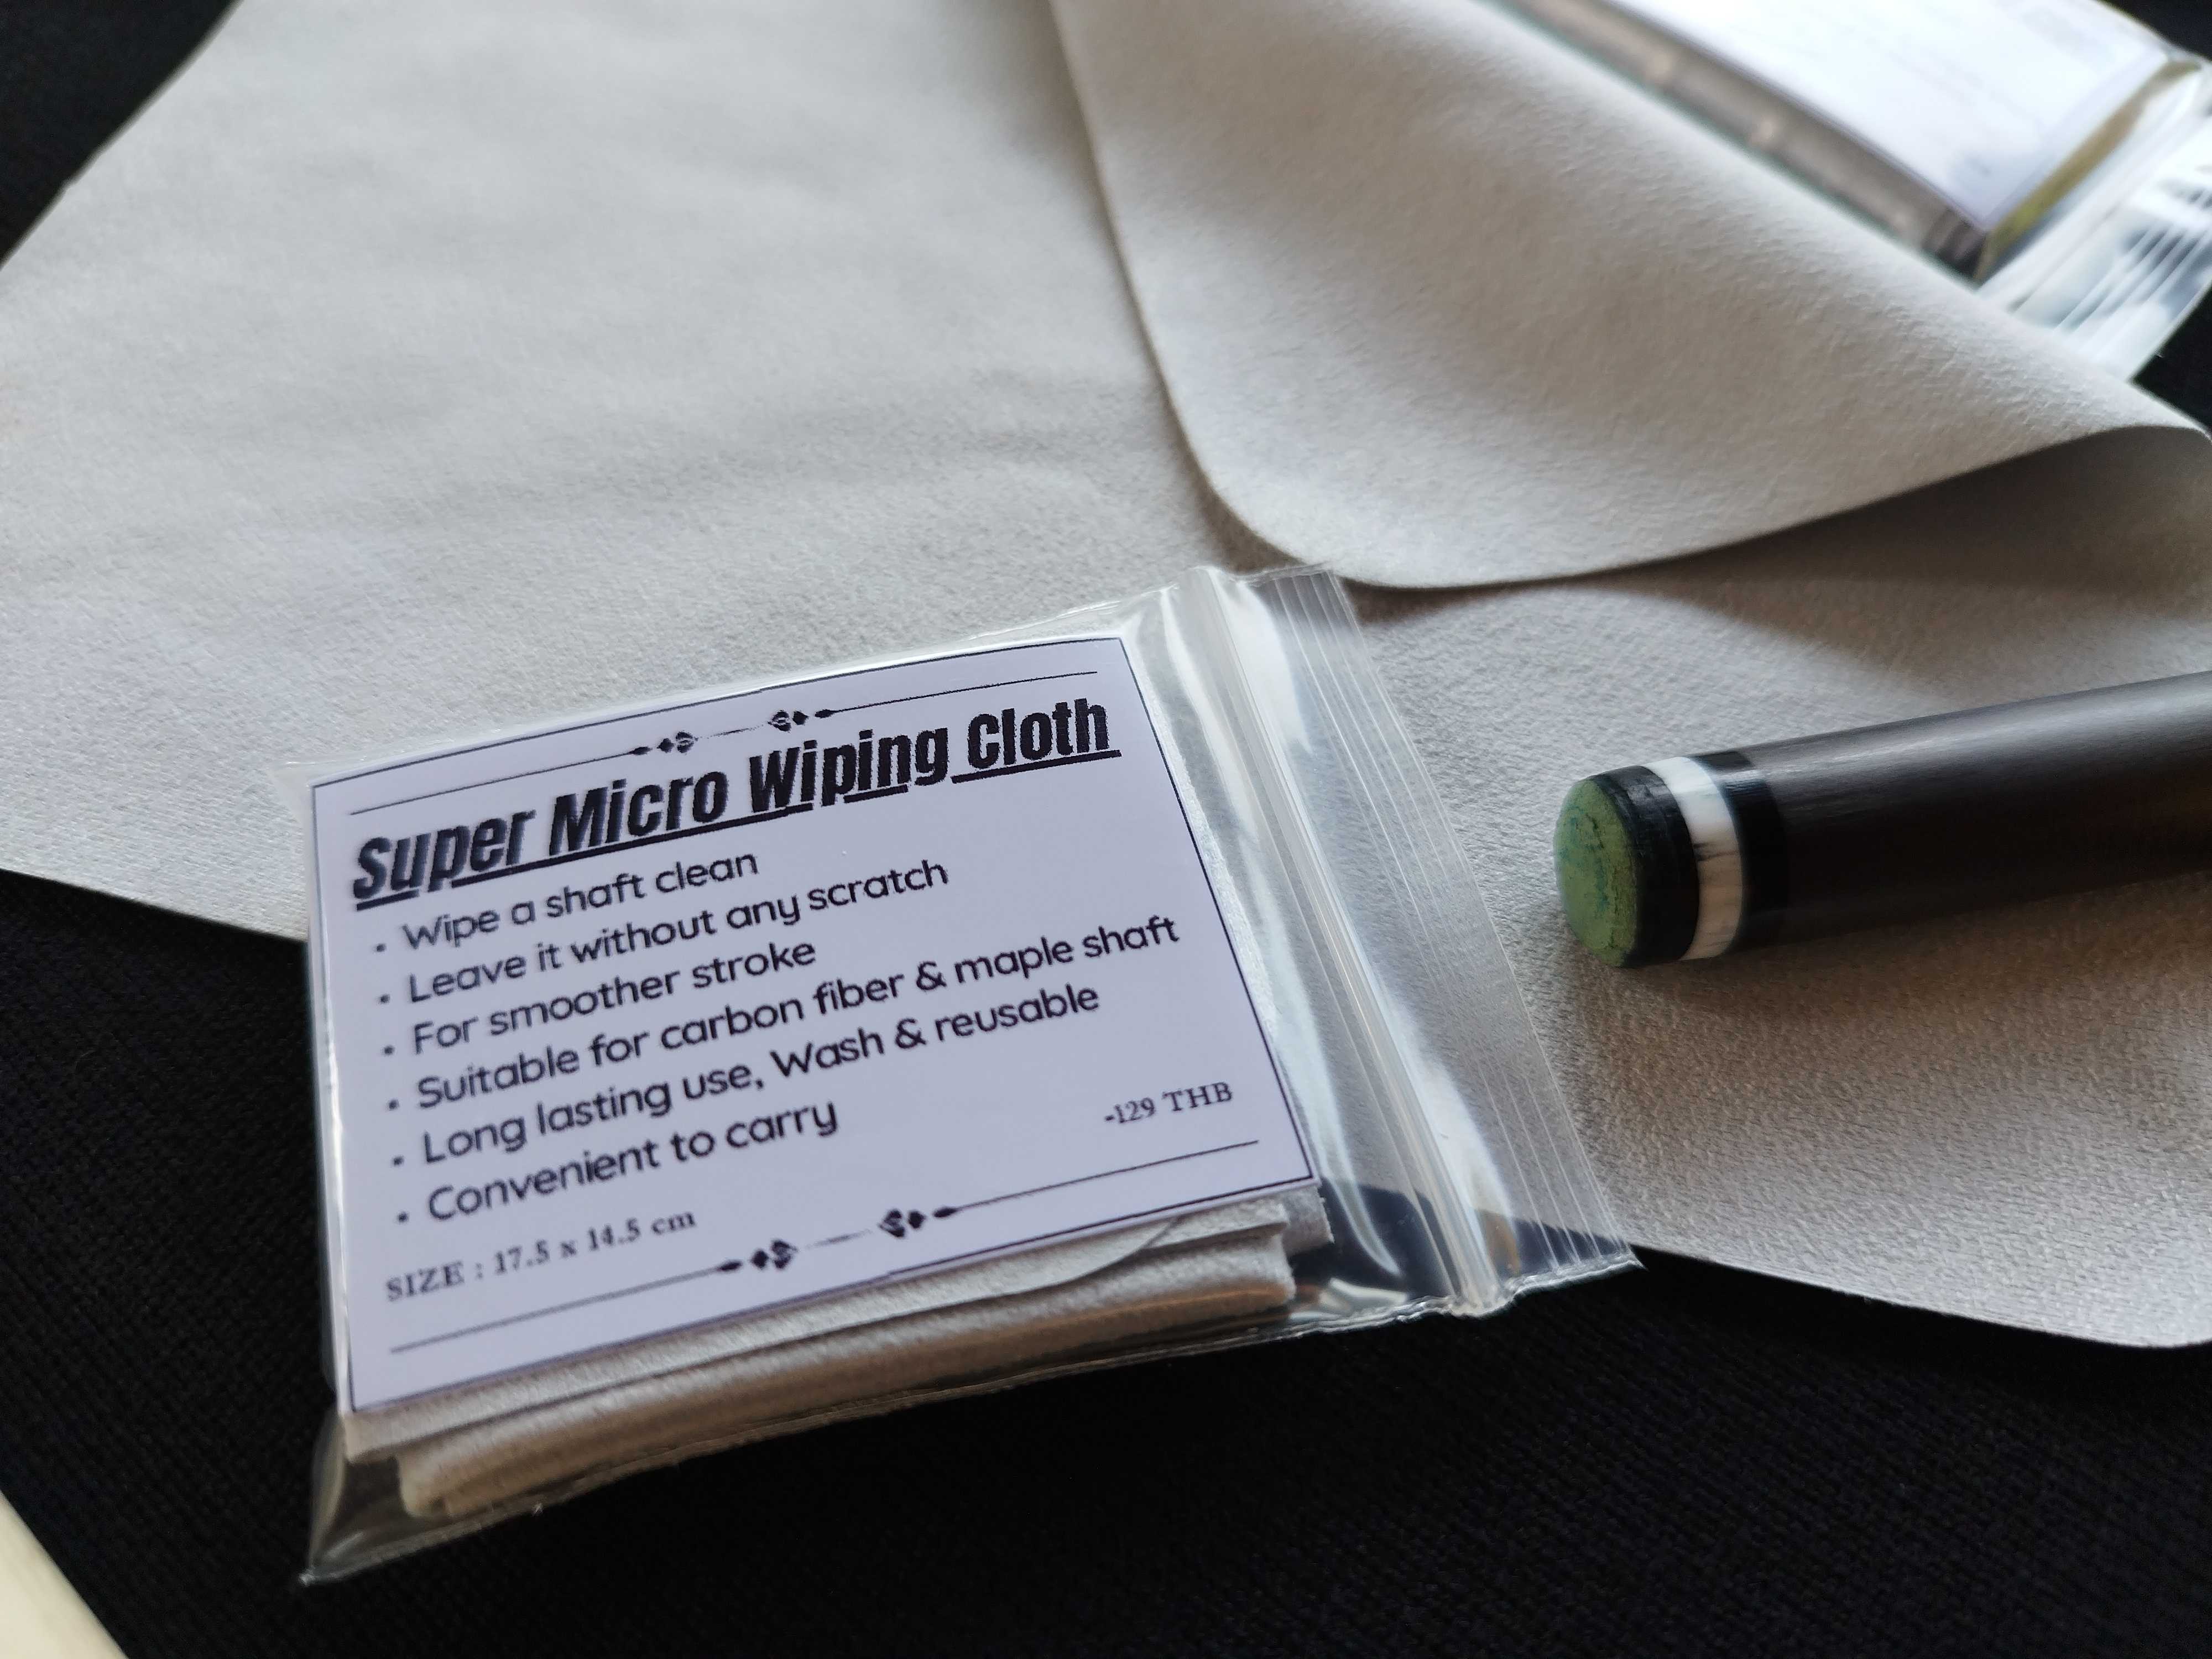 Super Micro Wiping Cloth
• Wipe a shaft clean
• Leave it without any scratch
• For smoother stroke
• Suitable for carbon fiber & maple shaft
• Long lasting use, Wash & reusable
• Convenient to carry
-129 THB
SIZE : 17.5 x 14.5 cm